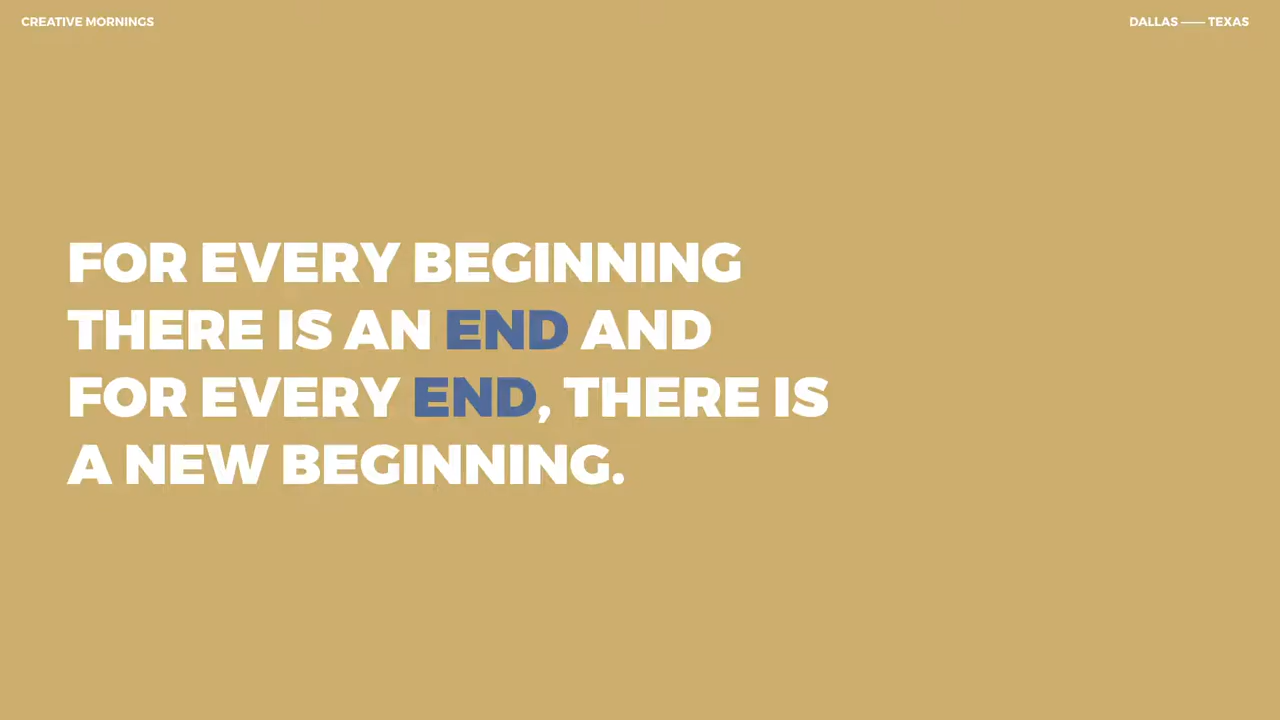 CREATIVE MORNINGS
DALLAS —— TEXAS
FOR EVERY BEGINNING
THERE IS AN END AND
FOR EVERY END, THERE IS
A NEW BEGINNING.